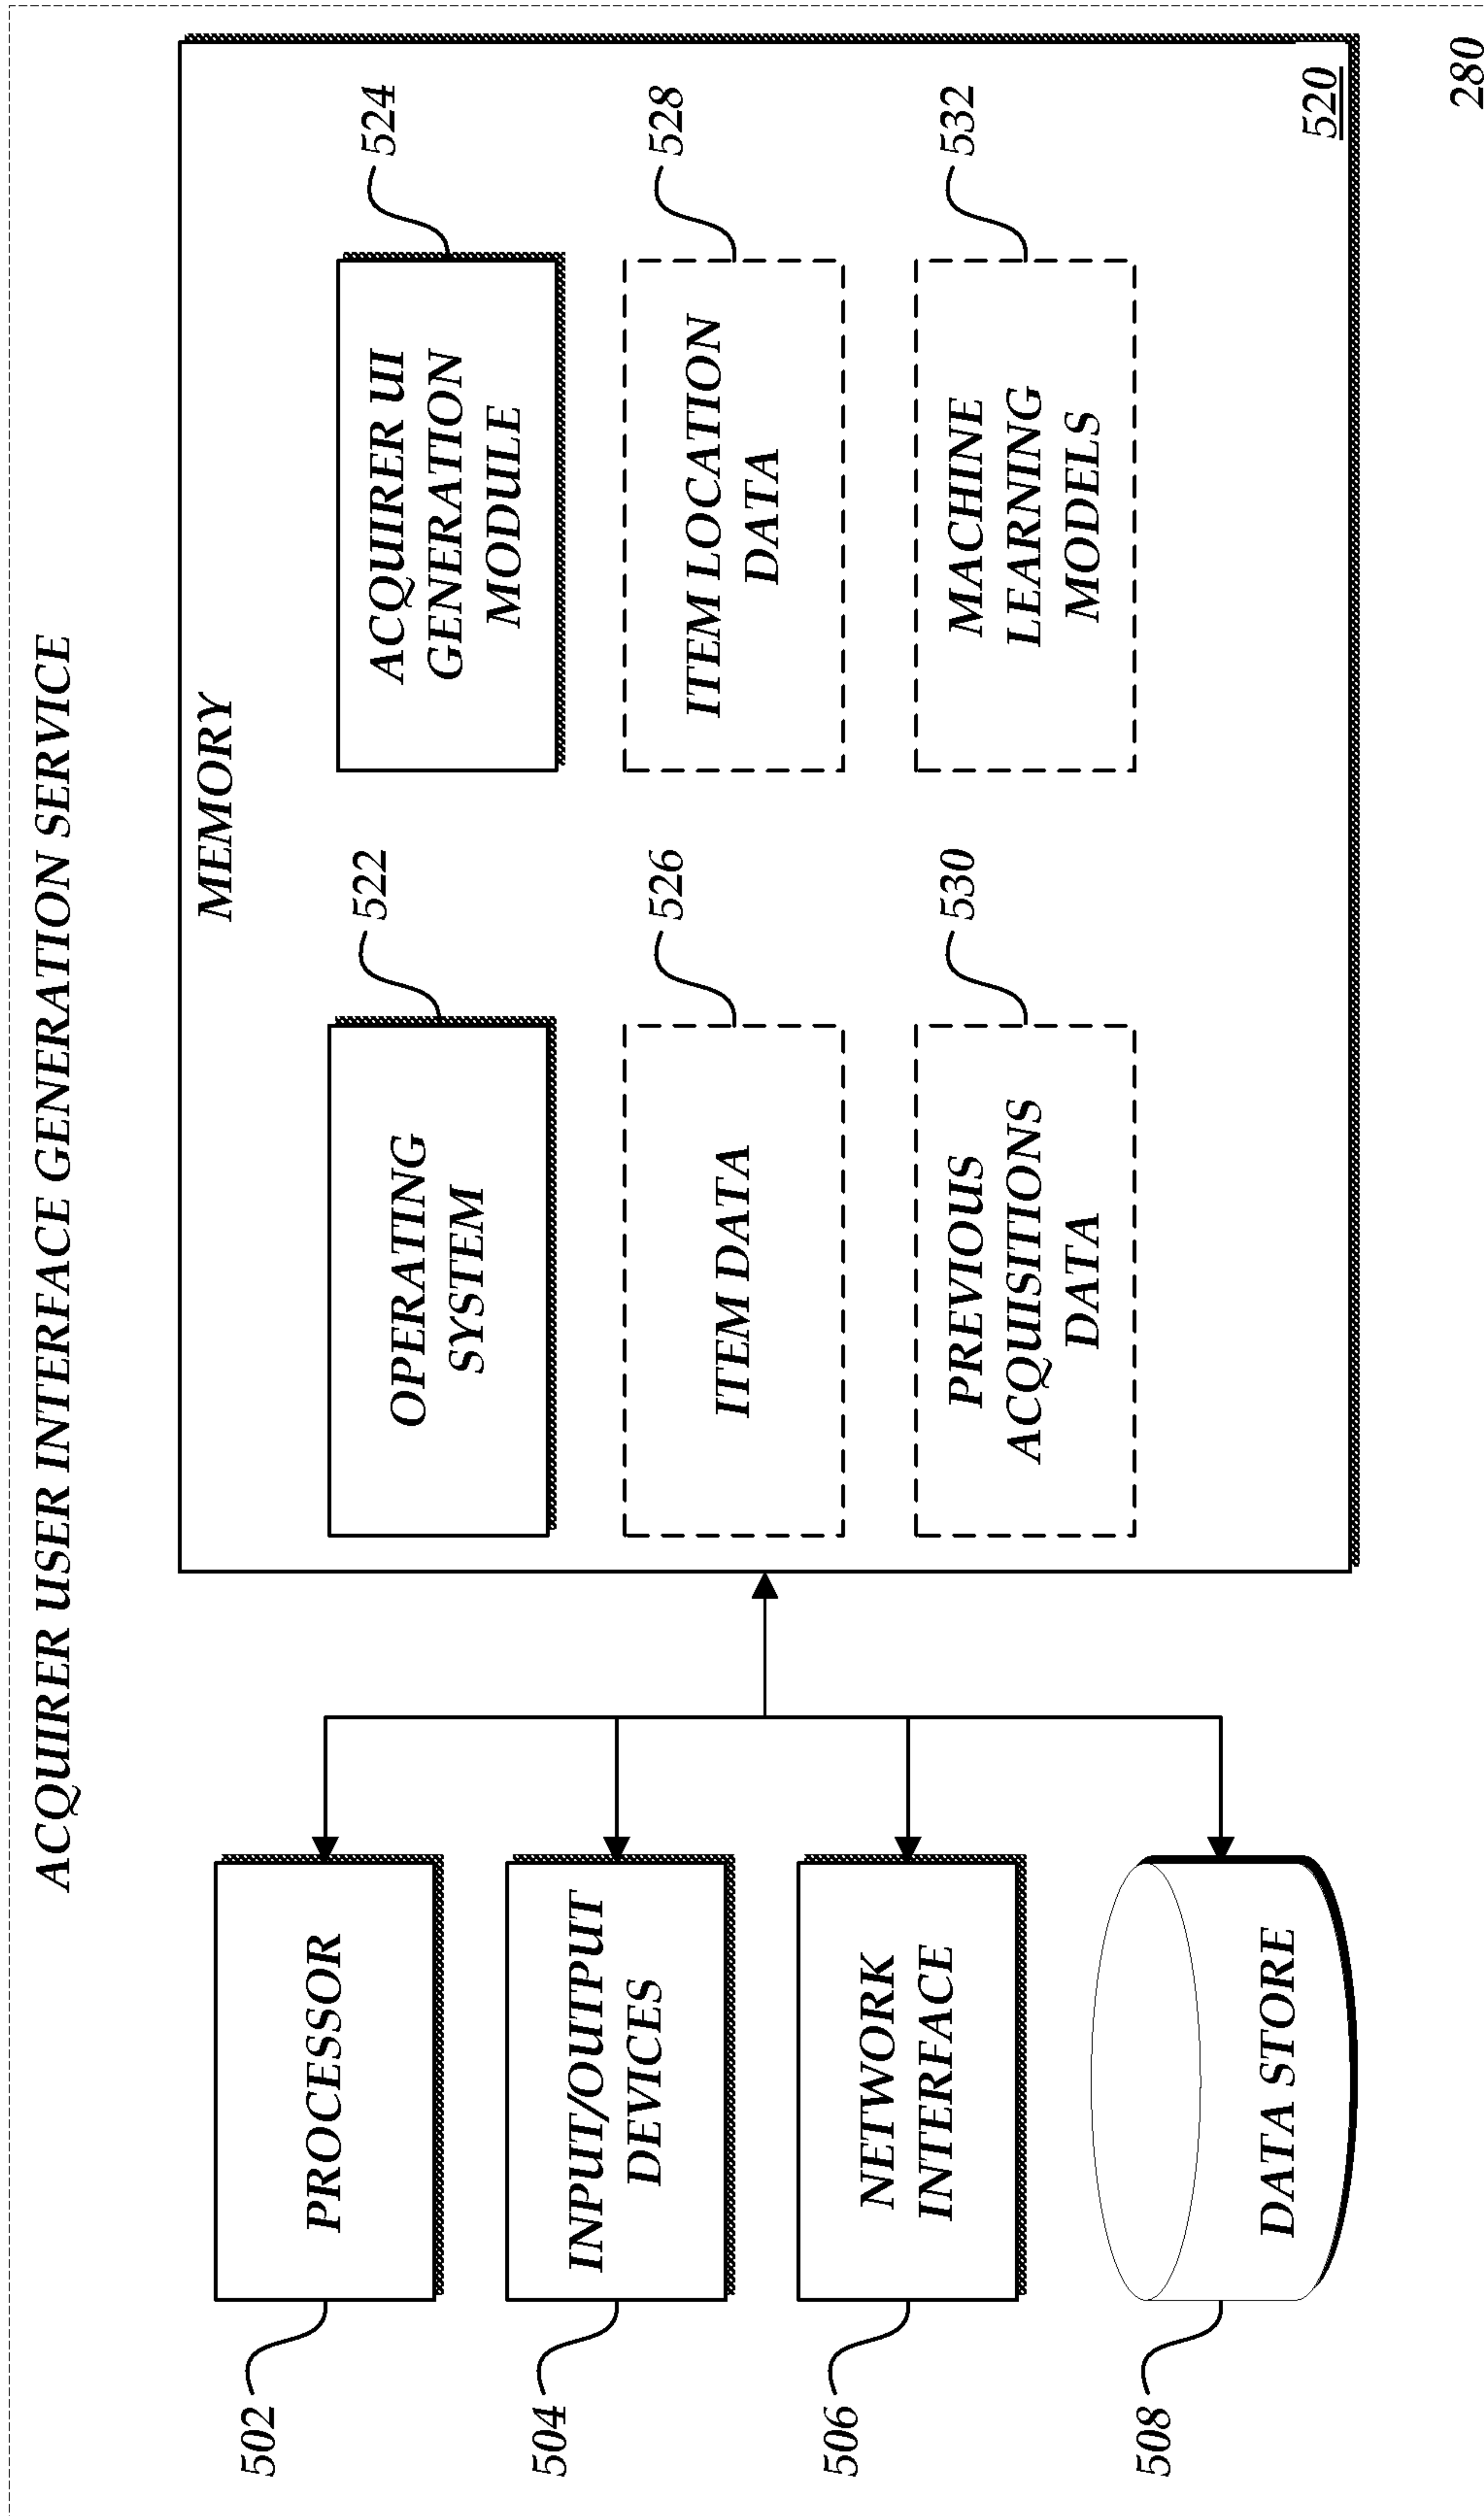 ACQUIRER USER INTERFACE GENERATION SERVICE
502
PROCESSOR
504
INPUT/OUTPUT
DEVICES
506
NETWORK
INTERFACE
508
DATA STORE
MEMORY
OPERATING
SYSTEM
522
ACQUIRER UI
GENERATION
MODULE
524
ITEM DATA
526
ITEM LOCATION
DATA
528
PREVIOUS
ACQUISITIONS
DATA
530
MACHINE
LEARNING
MODELS
532
520
280